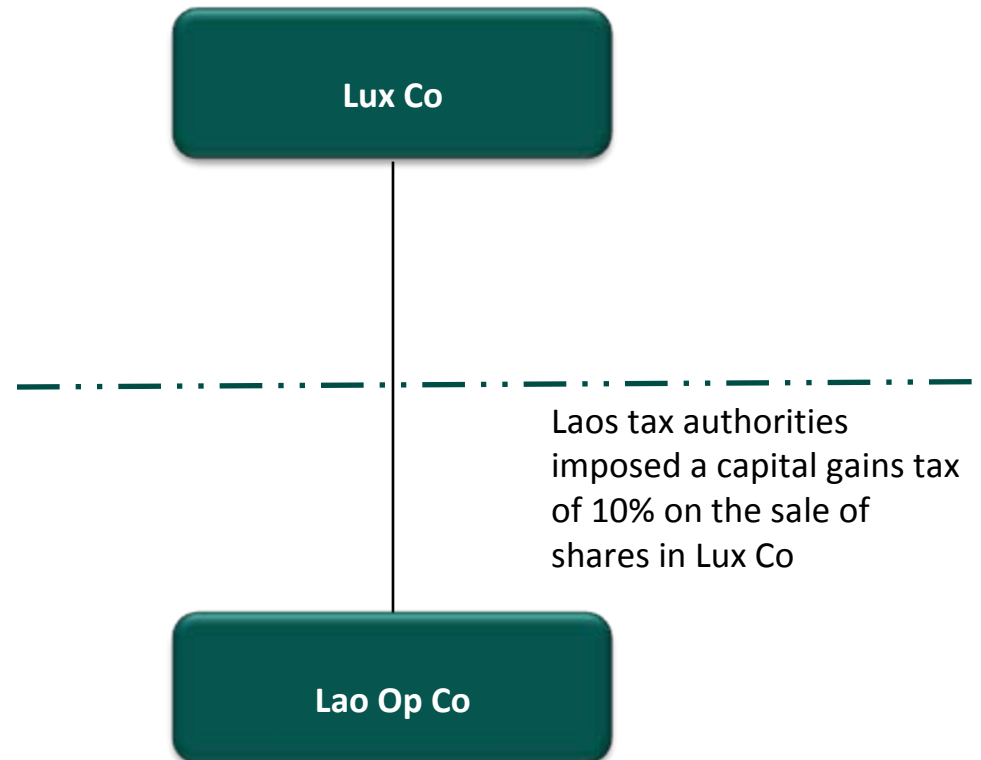 Lux Co
Laos tax authorities
imposed a capital gains tax
of 10% on the sale of
shares in Lux Co
Lao Op Co